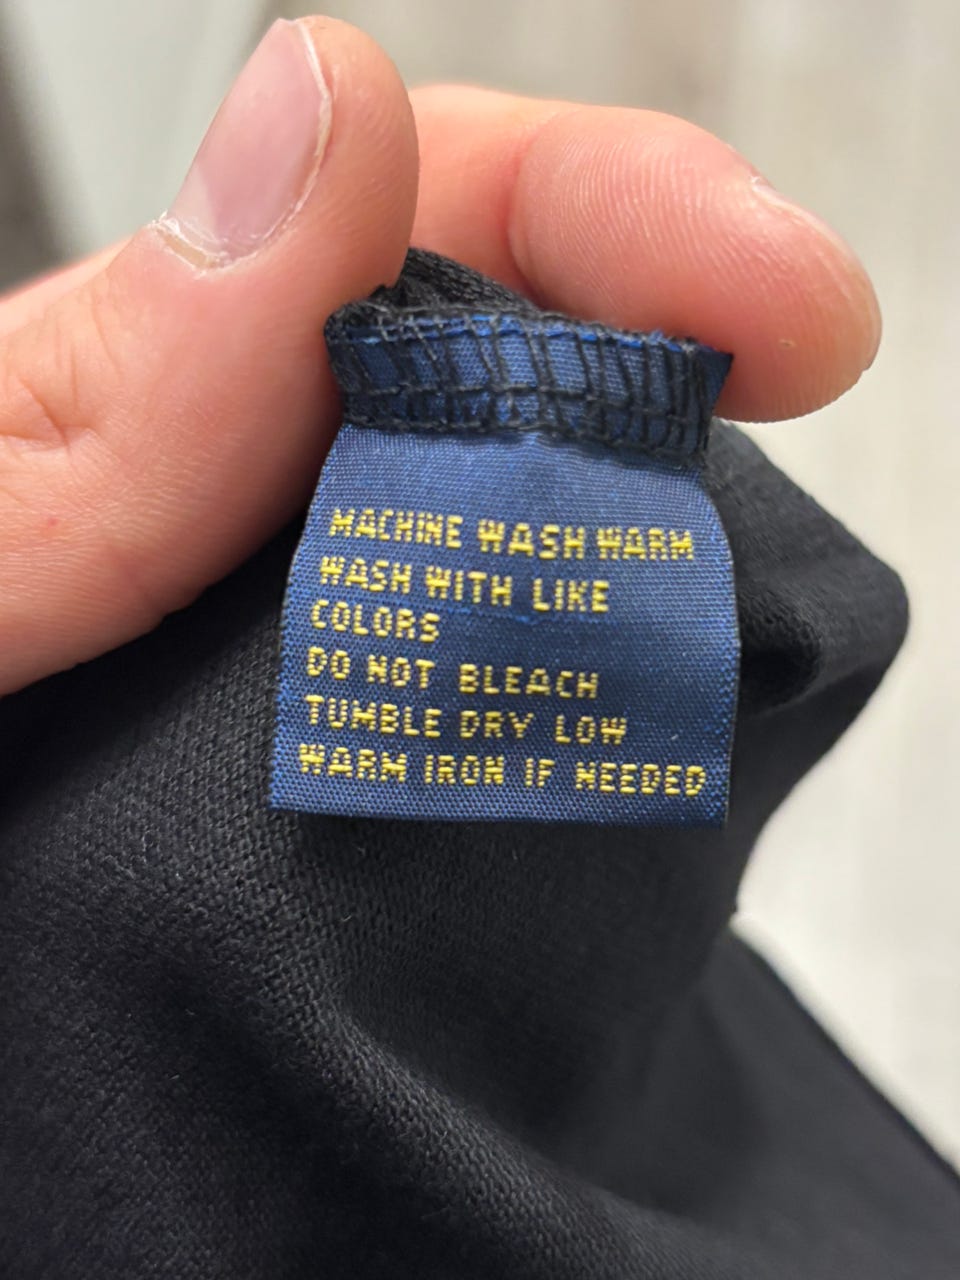 MACHINE WASH WARM
WASH WITH LIKE
COLORS
DO NOT BLEACH
TUMBLE DRY LOW
WARM IRON IF NEEDED